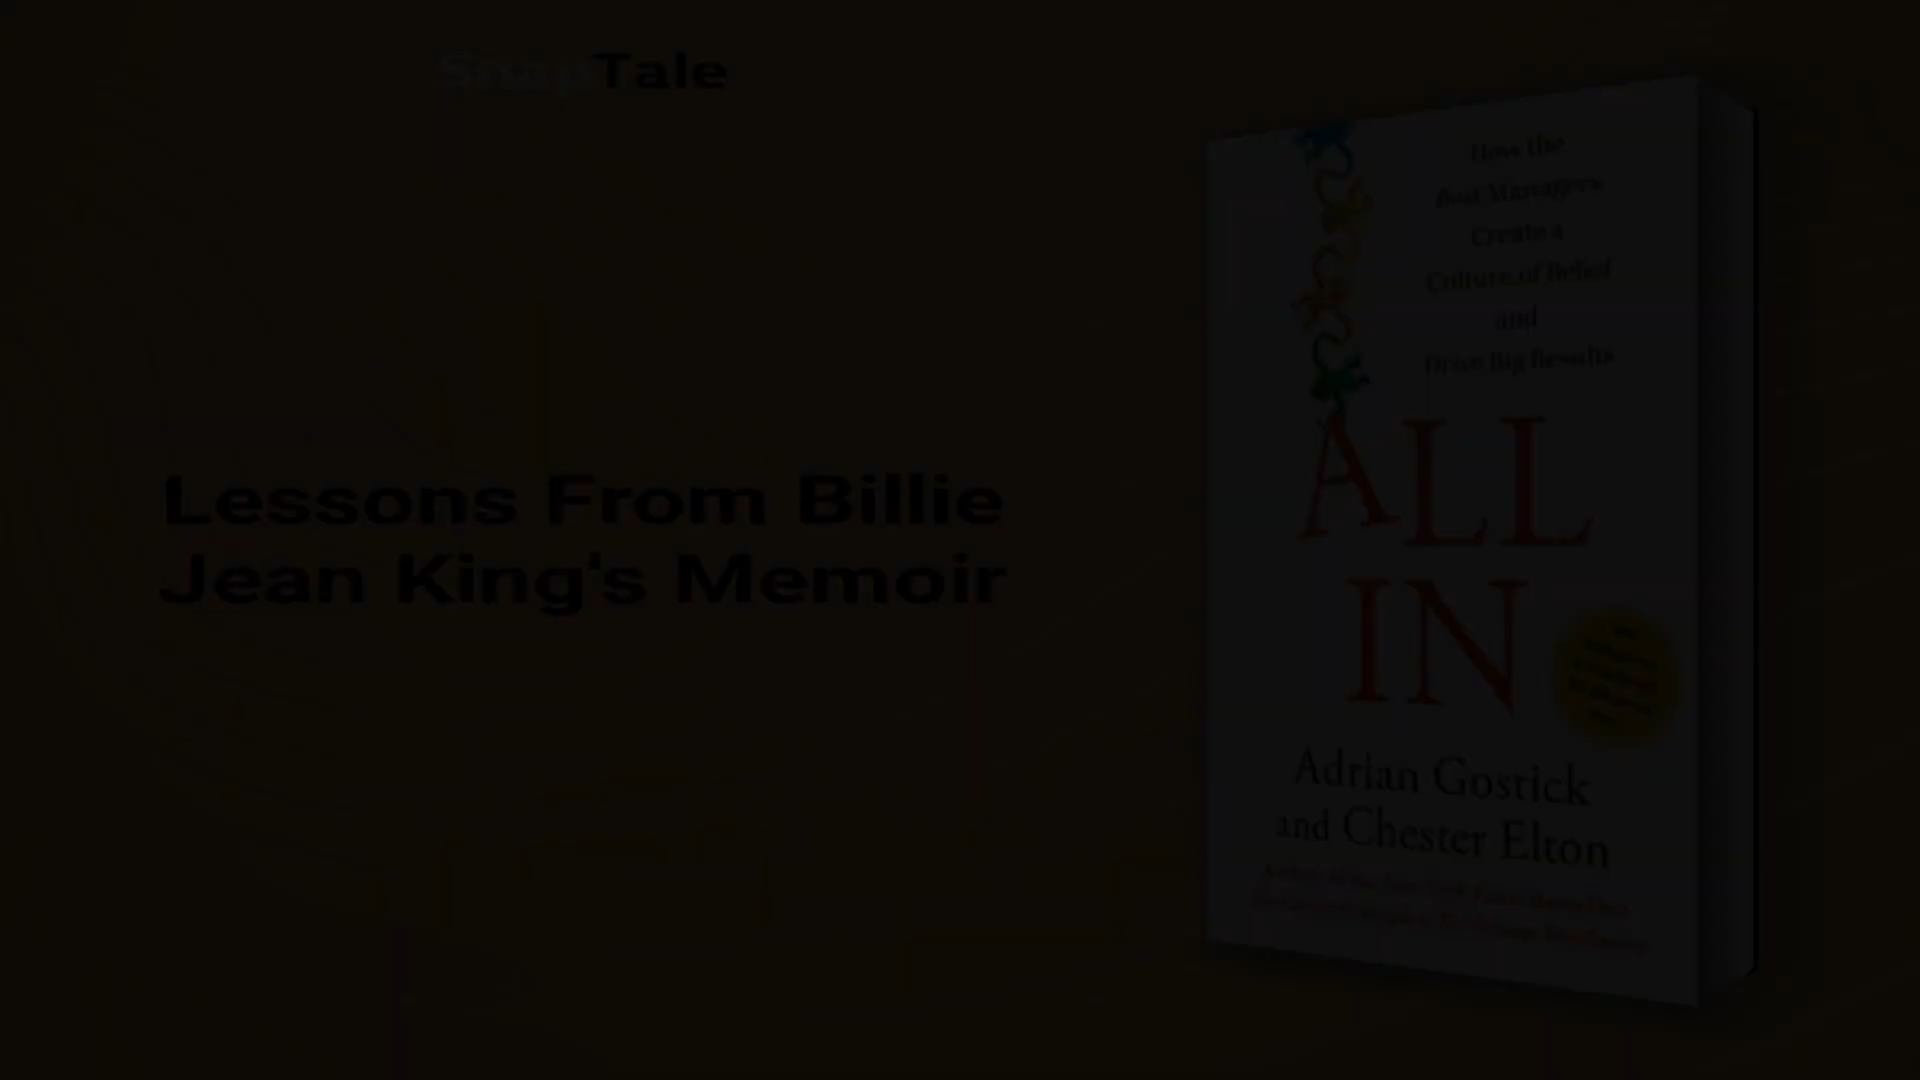 SnapTale
Lessons From Billie
Jean King's Memoir
How the
Best Managers
Create a
Culture of Belief
and
Drive Big Results
ALL
IN
Adrian Gostick
and Chester Elton